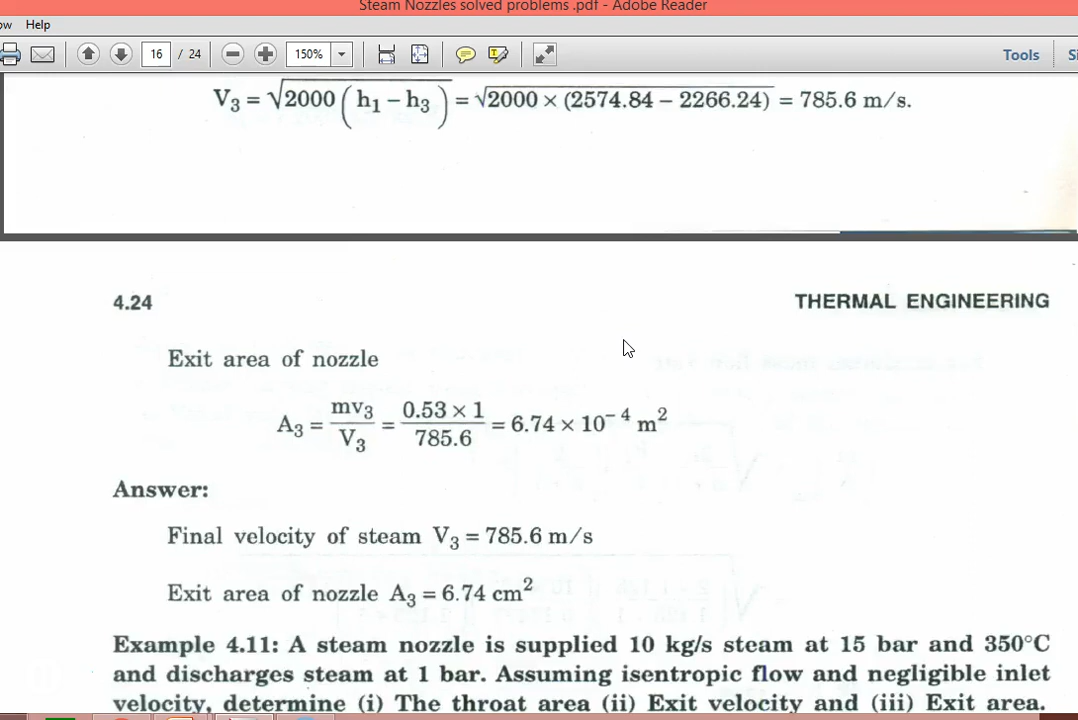 Steam Nozzles solved problems .pdf - Adobe Reader
ow Help
16 / 24 150% Tools
V₃ = √2000 ( h₁ – h₃ ) = √2000 × (2574.84 – 2266.24) = 785.6 m/s.
4.24 THERMAL ENGINEERING
Exit area of nozzle
A₃ = mv₃ / V₃ = 0.53 × 1 / 785.6 = 6.74 × 10⁻⁴ m²
Answer:
Final velocity of steam V₃ = 785.6 m/s
Exit area of nozzle A₃ = 6.74 cm²
Example 4.11: A steam nozzle is supplied 10 kg/s steam at 15 bar and 350°C
and discharges steam at 1 bar. Assuming isentropic flow and negligible inlet
velocity, determine (i) The throat area (ii) Exit velocity and (iii) Exit area.